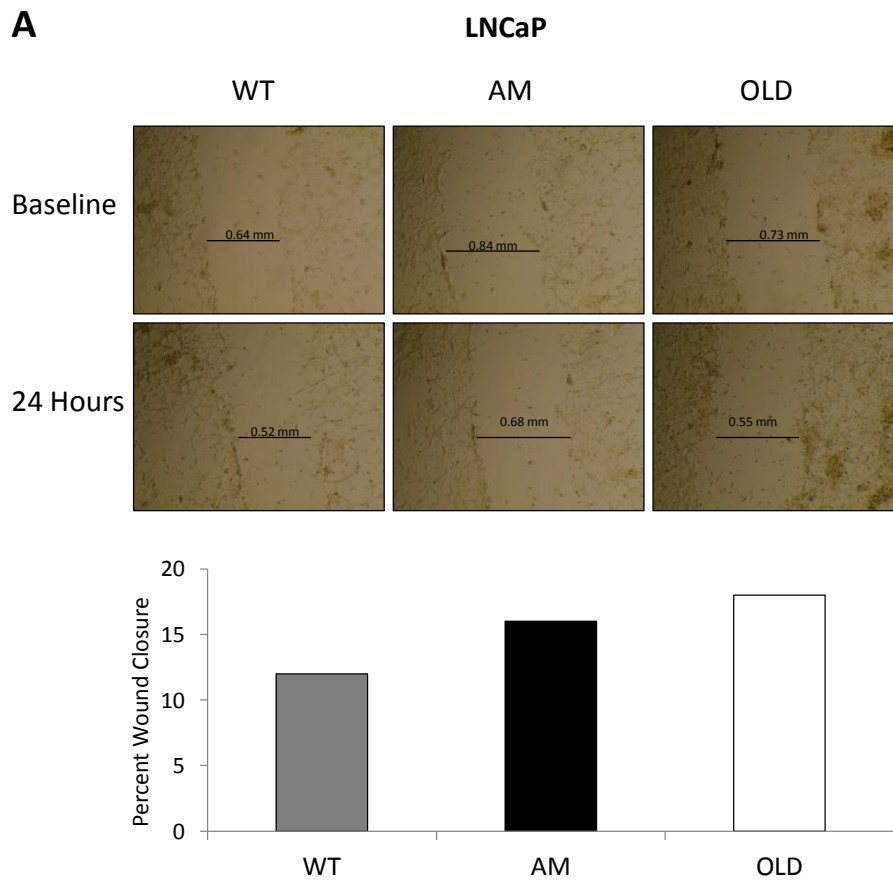 A
LNCaP
WT AM OLD
Baseline
0.64 mm 0.84 mm 0.73 mm
24 Hours
0.52 mm 0.68 mm 0.55 mm
Percent Wound Closure
20
15
10
5
0
WT AM OLD